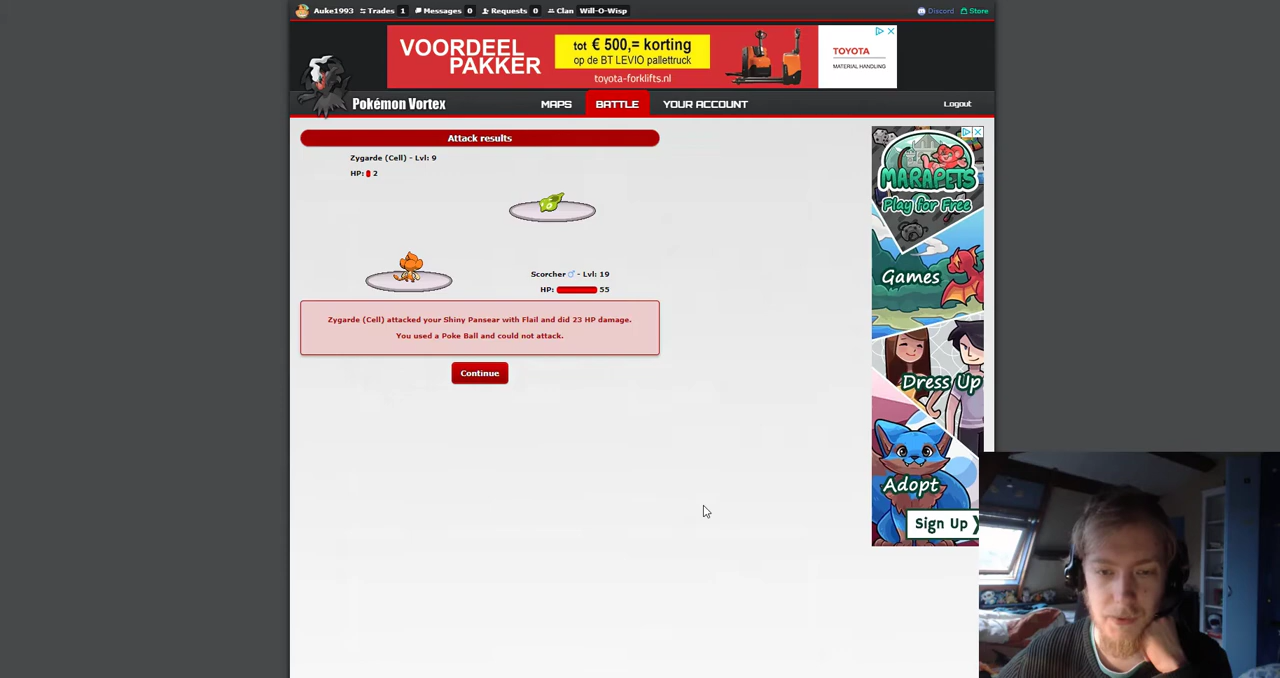 Auke1993 Trades 1 Messages 0 Requests 0 Clan Will-O-Wisp Discord Store
VOORDEEL
PAKKER
tot € 500,= korting
op de BT LEVIO pallettruck
toyota-forklifts.nl
TOYOTA
MATERIAL HANDLING
Pokémon Vortex MAPS BATTLE YOUR ACCOUNT Logout
Attack results
Zygarde (Cell) - Lvl: 9
HP: 2
Scorcher ♂ - Lvl: 19
HP: 55
Zygarde (Cell) attacked your Shiny Pansear with Flail and did 23 HP damage.
You used a Poke Ball and could not attack.
Continue
MARAPETS
Play for Free
Games
Dress Up
Adopt
Sign Up